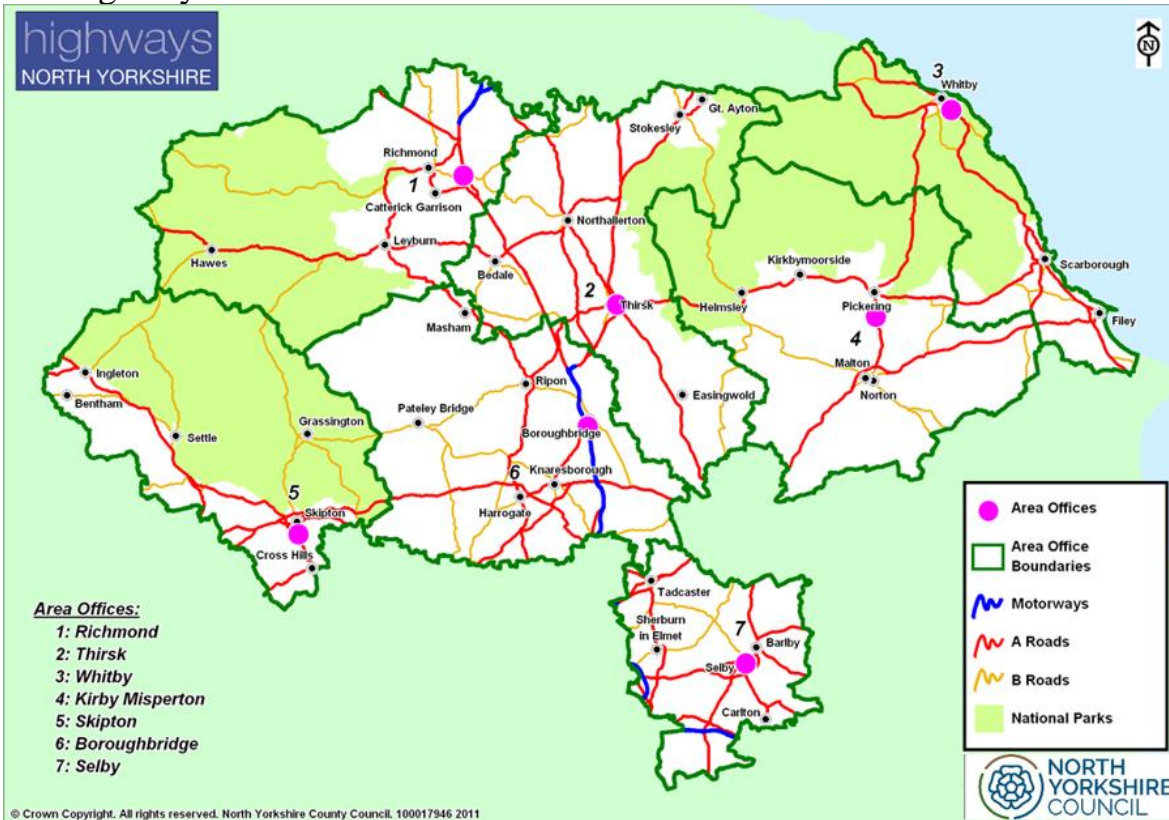 highways
NORTH YORKSHIRE
N
3
Whitby
Gt. Ayton
Stokesley
Richmond
1
Catterick Garrison
Northallerton
Leyburn
Hawes
Bedale
Kirkbymoorside
Scarborough
2
Thirsk
Helmsley
Pickering
Masham
4
Filey
Ingleton
Bentham
Ripon
Malton
Norton
Easingwold
Pateley Bridge
Grassington
Settle
Boroughbridge
6
Knaresborough
Harrogate
5
Skipton
Cross Hills
Tadcaster
Sherburn
in Elmet
7
Barlby
Selby
Carlton
Area Offices
Area Office
Boundaries
Motorways
A Roads
B Roads
National Parks
Area Offices:
1: Richmond
2: Thirsk
3: Whitby
4: Kirby Misperton
5: Skipton
6: Boroughbridge
7: Selby
NORTH
YORKSHIRE
COUNCIL
© Crown Copyright. All rights reserved. North Yorkshire County Council. 100017946 2011